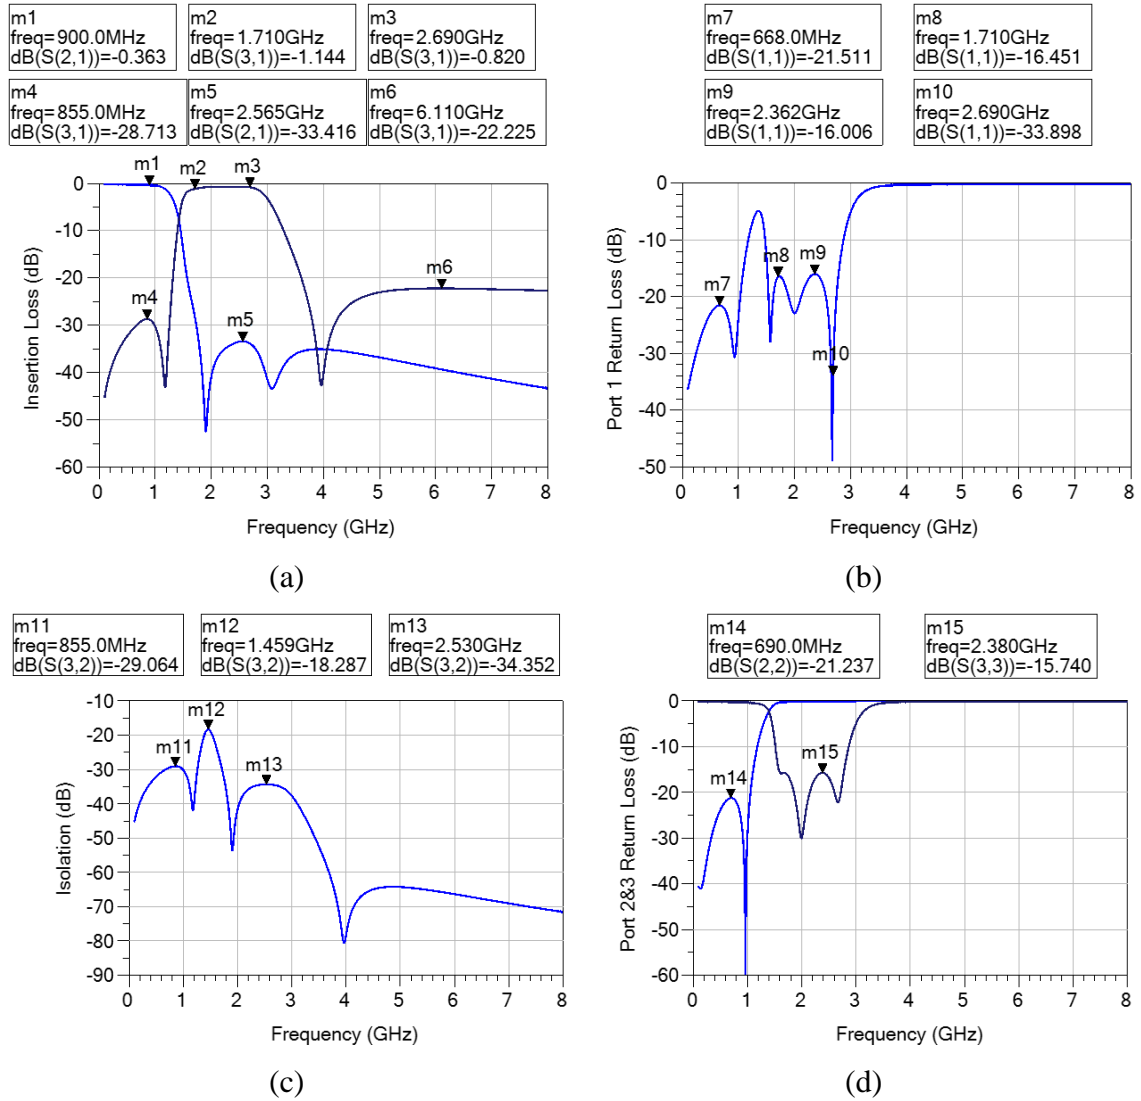 m1
freq=900.0MHz
dB(S(2,1))=-0.363
m2
freq=1.710GHz
dB(S(3,1))=-1.144
m3
freq=2.690GHz
dB(S(3,1))=-0.820
m4
freq=855.0MHz
dB(S(3,1))=-28.713
m5
freq=2.565GHz
dB(S(2,1))=-33.416
m6
freq=6.110GHz
dB(S(3,1))=-22.225
m1
m2
m3
m4
m5
m6
0
-10
-20
-30
-40
-50
-60
Insertion Loss (dB)
0 1 2 3 4 5 6 7 8
Frequency (GHz)
(a)
m7
freq=668.0MHz
dB(S(1,1))=-21.511
m8
freq=1.710GHz
dB(S(1,1))=-16.451
m9
freq=2.362GHz
dB(S(1,1))=-16.006
m10
freq=2.690GHz
dB(S(1,1))=-33.898
m7
m8
m9
m10
0
-10
-20
-30
-40
-50
Port 1 Return Loss (dB)
0 1 2 3 4 5 6 7 8
Frequency (GHz)
(b)
m11
freq=855.0MHz
dB(S(3,2))=-29.064
m12
freq=1.459GHz
dB(S(3,2))=-18.287
m13
freq=2.530GHz
dB(S(3,2))=-34.352
m11
m12
m13
-10
-20
-30
-40
-50
-60
-70
-80
-90
Isolation (dB)
0 1 2 3 4 5 6 7 8
Frequency (GHz)
(c)
m14
freq=690.0MHz
dB(S(2,2))=-21.237
m15
freq=2.380GHz
dB(S(3,3))=-15.740
m14
m15
0
-10
-20
-30
-40
-50
-60
Port 2&3 Return Loss (dB)
0 1 2 3 4 5 6 7 8
Frequency (GHz)
(d)